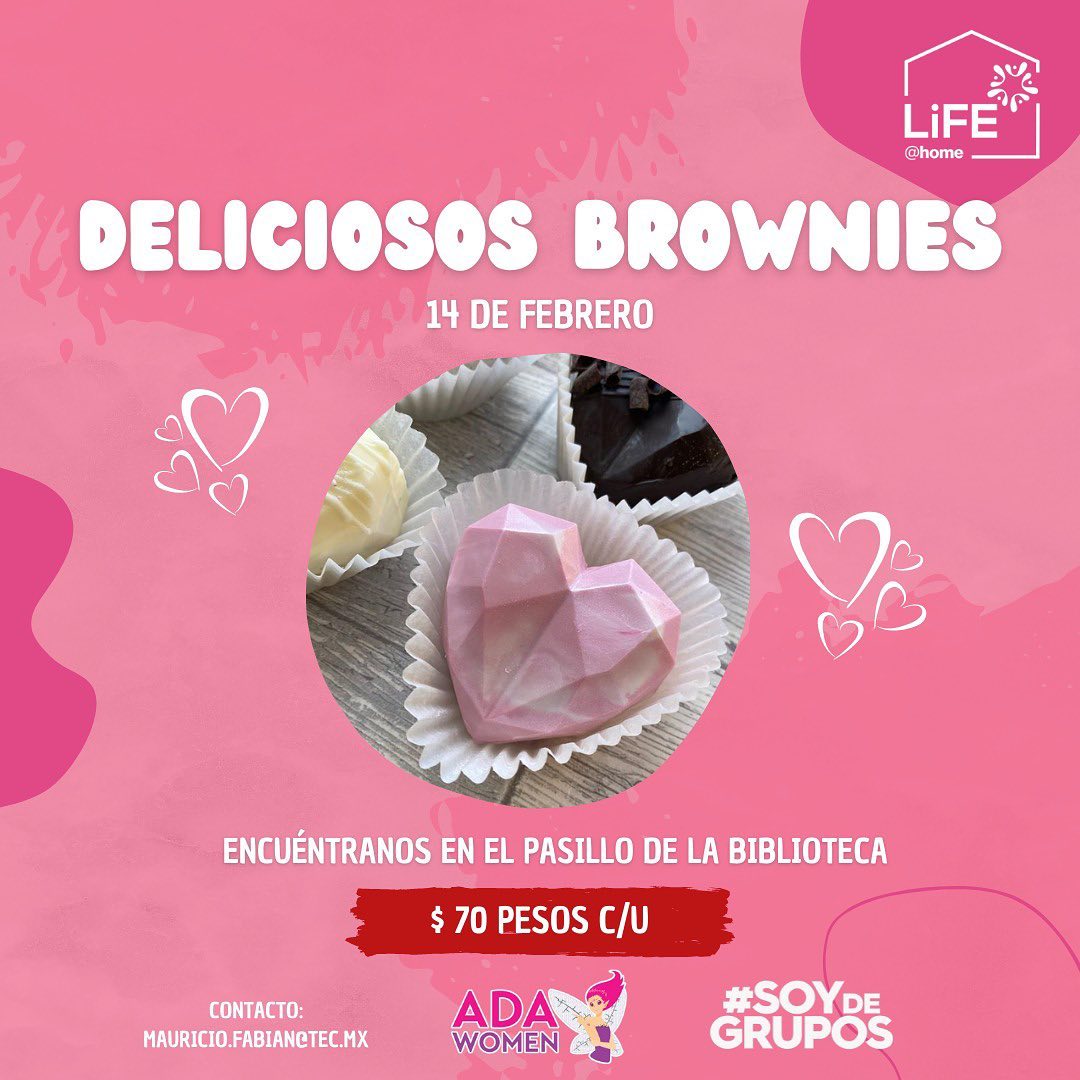 LiFE
@home
DELICIOSOS BROWNIES
14 DE FEBRERO
ENCUÉNTRANOS EN EL PASILLO DE LA BIBLIOTECA
$ 70 PESOS C/U
CONTACTO:
MAURICIO.FABIAN@TEC.MX
ADA
WOMEN
#SOYDE
GRUPOS